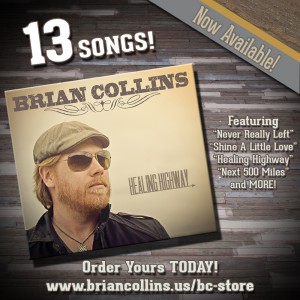 13 SONGS!
Now Available!
BRIAN COLLINS
HEALING HIGHWAY
Featuring
"Never Really Left"
"Shine A Little Love"
"Healing Highway"
"Next 500 Miles"
and MORE!
Order Yours TODAY!
www.briancollins.us/bc-store